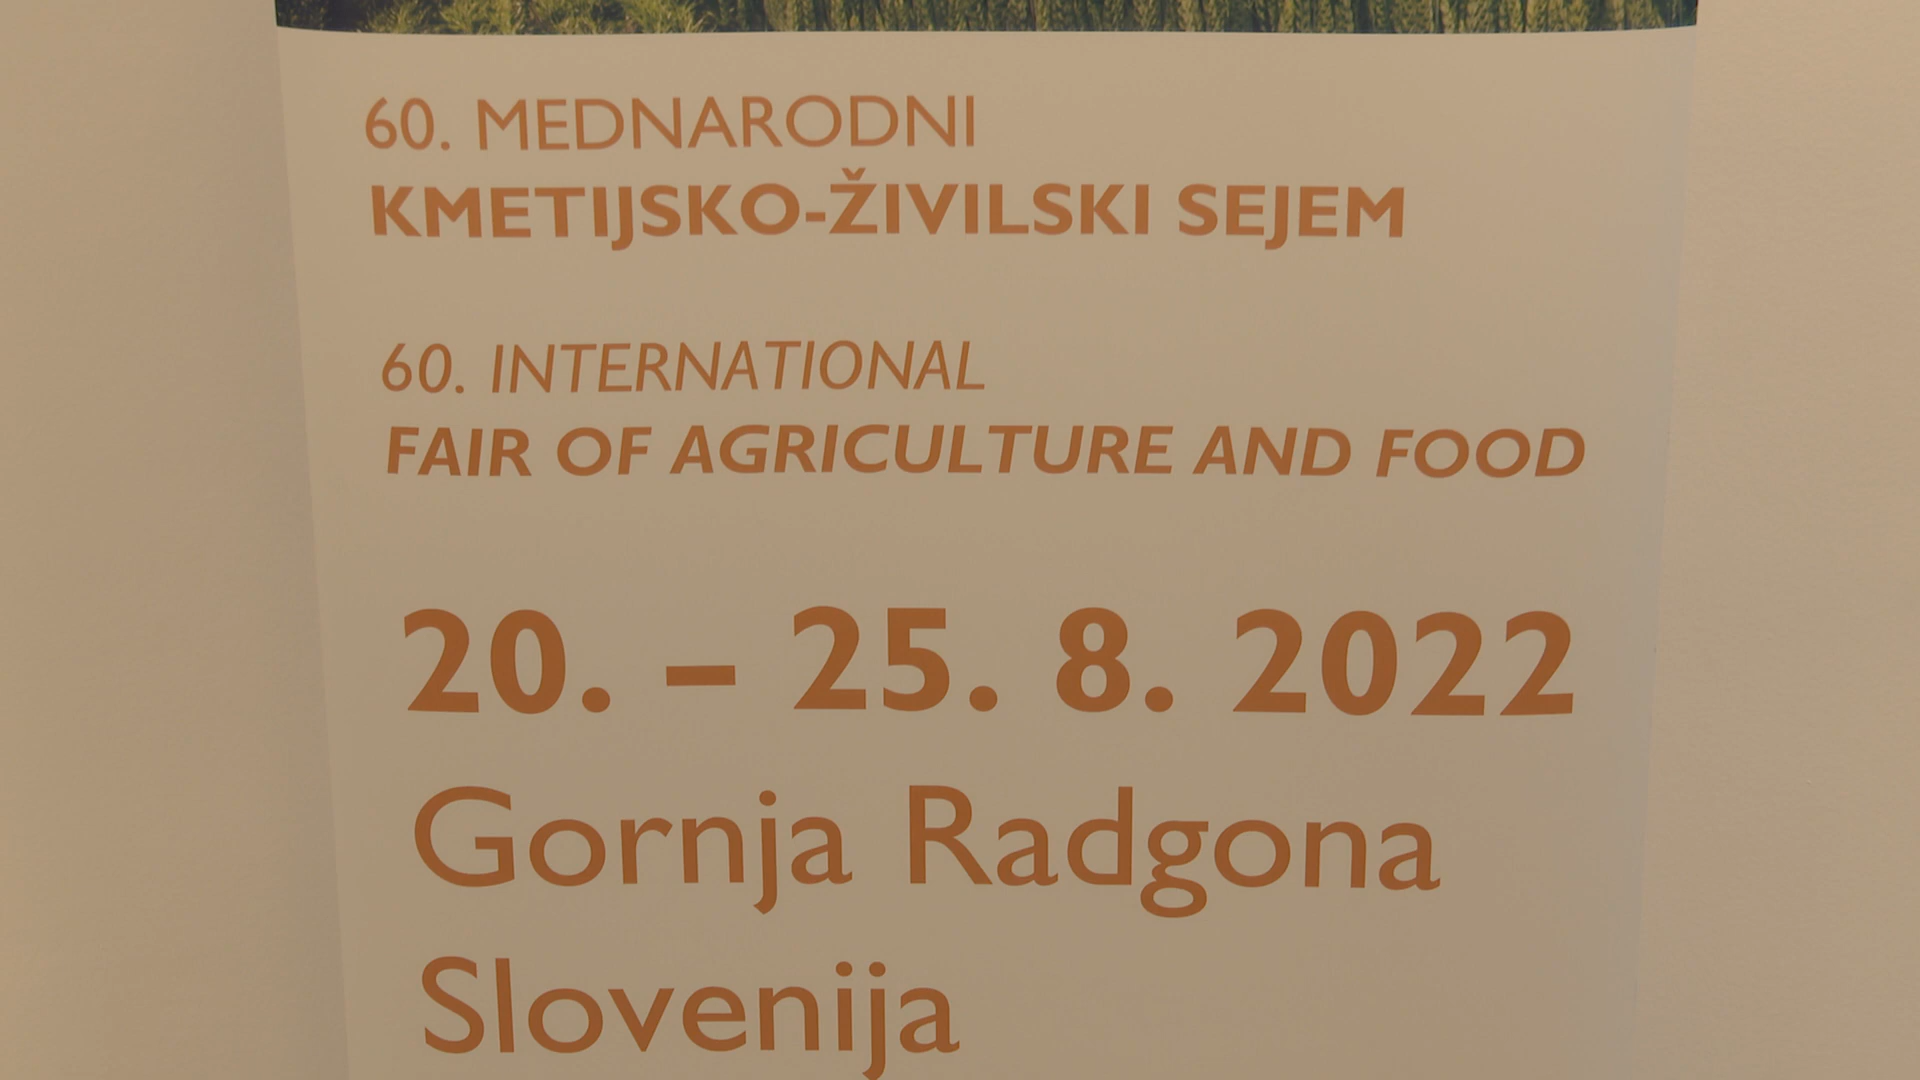 60. MEDNARODNI
KMETIJSKO-ŽIVILSKI SEJEM
60. INTERNATIONAL
FAIR OF AGRICULTURE AND FOOD
20. – 25. 8. 2022
Gornja Radgona
Slovenija